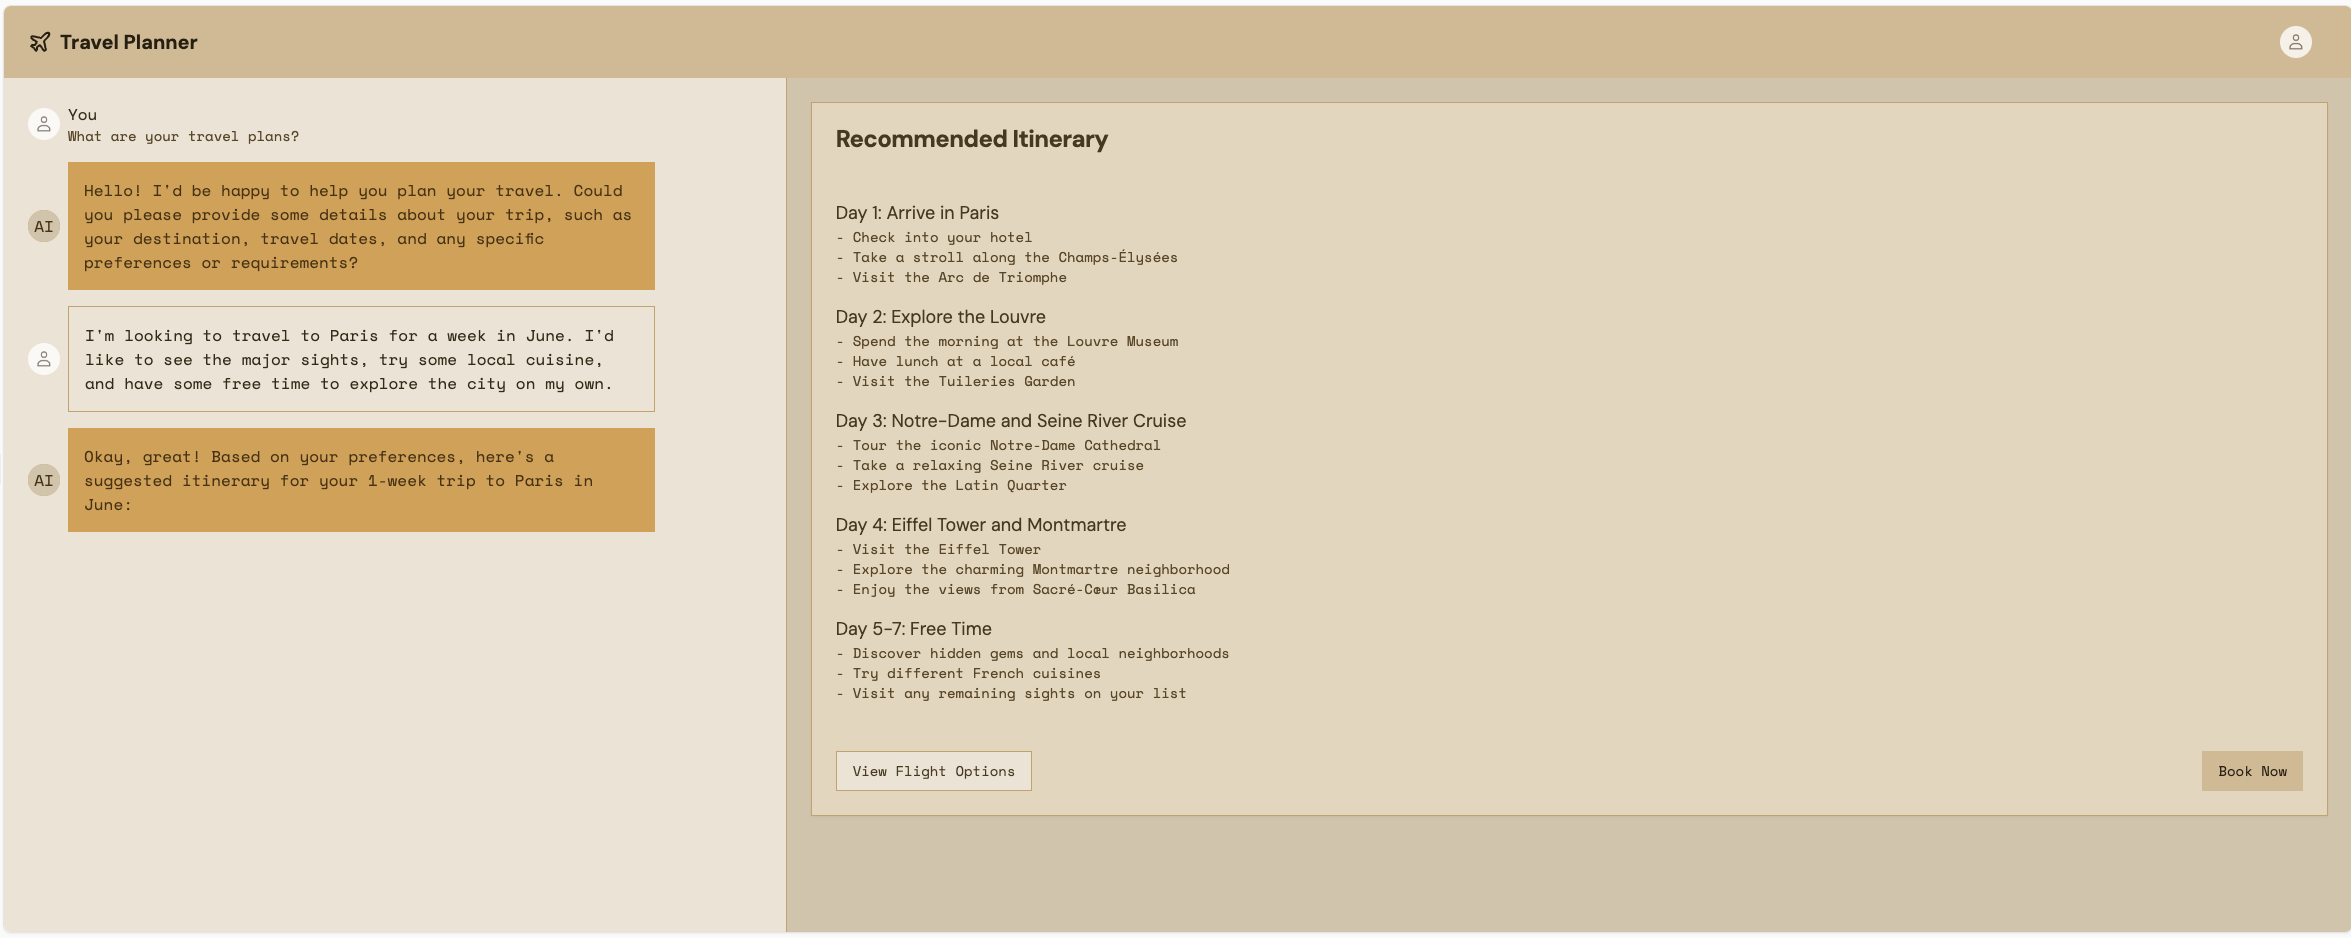 Travel Planner
You
What are your travel plans?
AI
Hello! I'd be happy to help you plan your travel. Could
you please provide some details about your trip, such as
your destination, travel dates, and any specific
preferences or requirements?
I'm looking to travel to Paris for a week in June. I'd
like to see the major sights, try some local cuisine,
and have some free time to explore the city on my own.
AI
Okay, great! Based on your preferences, here's a
suggested itinerary for your 1-week trip to Paris in
June:
Recommended Itinerary
Day 1: Arrive in Paris
- Check into your hotel
- Take a stroll along the Champs-Élysées
- Visit the Arc de Triomphe
Day 2: Explore the Louvre
- Spend the morning at the Louvre Museum
- Have lunch at a local café
- Visit the Tuileries Garden
Day 3: Notre-Dame and Seine River Cruise
- Tour the iconic Notre-Dame Cathedral
- Take a relaxing Seine River cruise
- Explore the Latin Quarter
Day 4: Eiffel Tower and Montmartre
- Visit the Eiffel Tower
- Explore the charming Montmartre neighborhood
- Enjoy the views from Sacré-Cœur Basilica
Day 5-7: Free Time
- Discover hidden gems and local neighborhoods
- Try different French cuisines
- Visit any remaining sights on your list
View Flight Options
Book Now